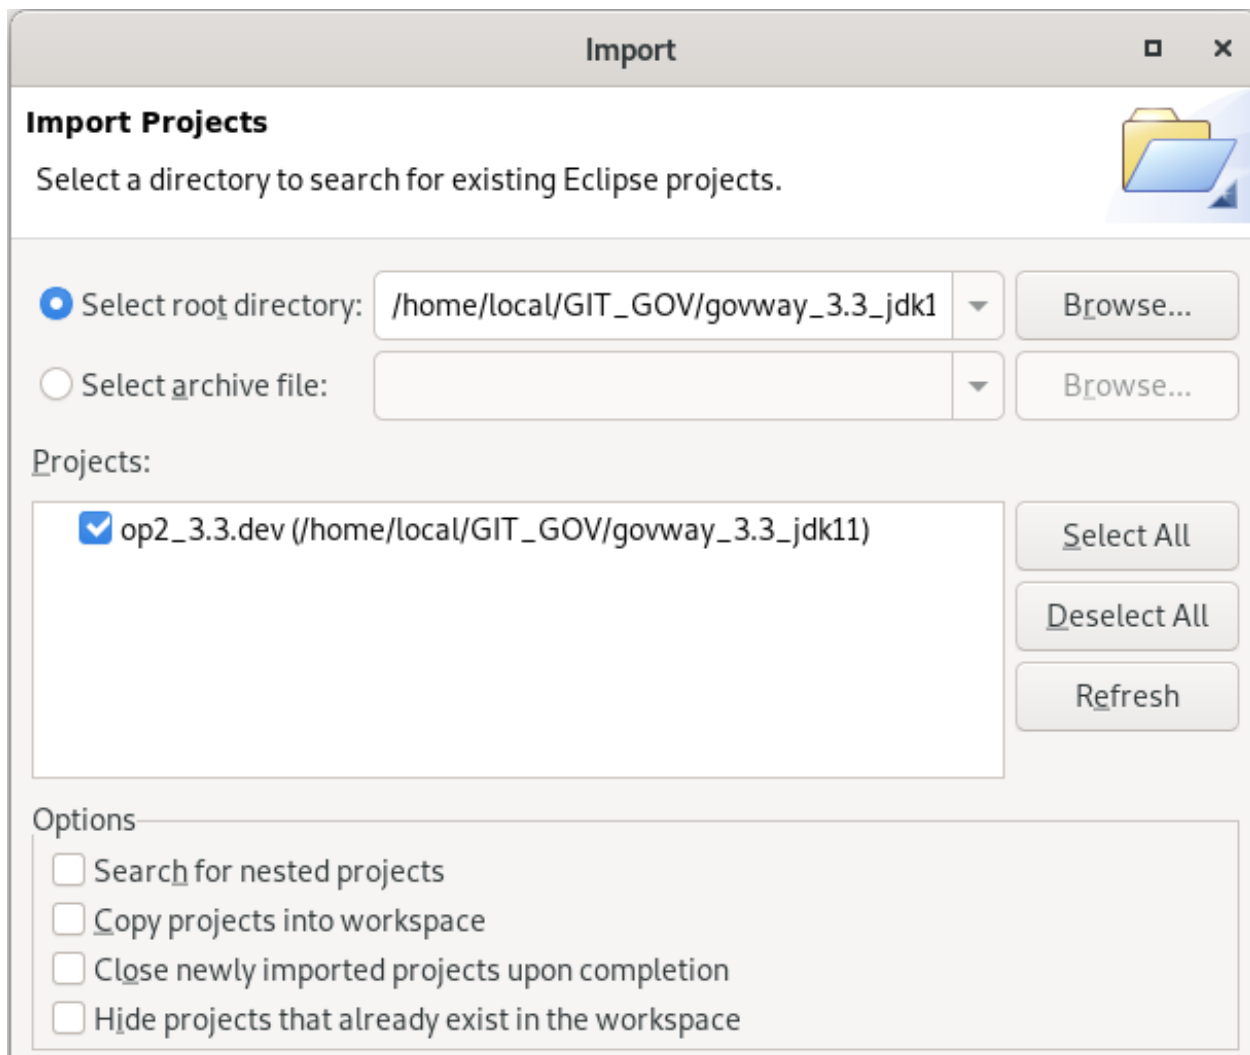 Import
Import Projects
Select a directory to search for existing Eclipse projects.
Select root directory: /home/local/GIT_GOV/govway_3.3_jdk1 Browse...
Select archive file: Browse...
Projects:
op2_3.3.dev (/home/local/GIT_GOV/govway_3.3_jdk11)
Select All
Deselect All
Refresh
Options
Search for nested projects
Copy projects into workspace
Close newly imported projects upon completion
Hide projects that already exist in the workspace